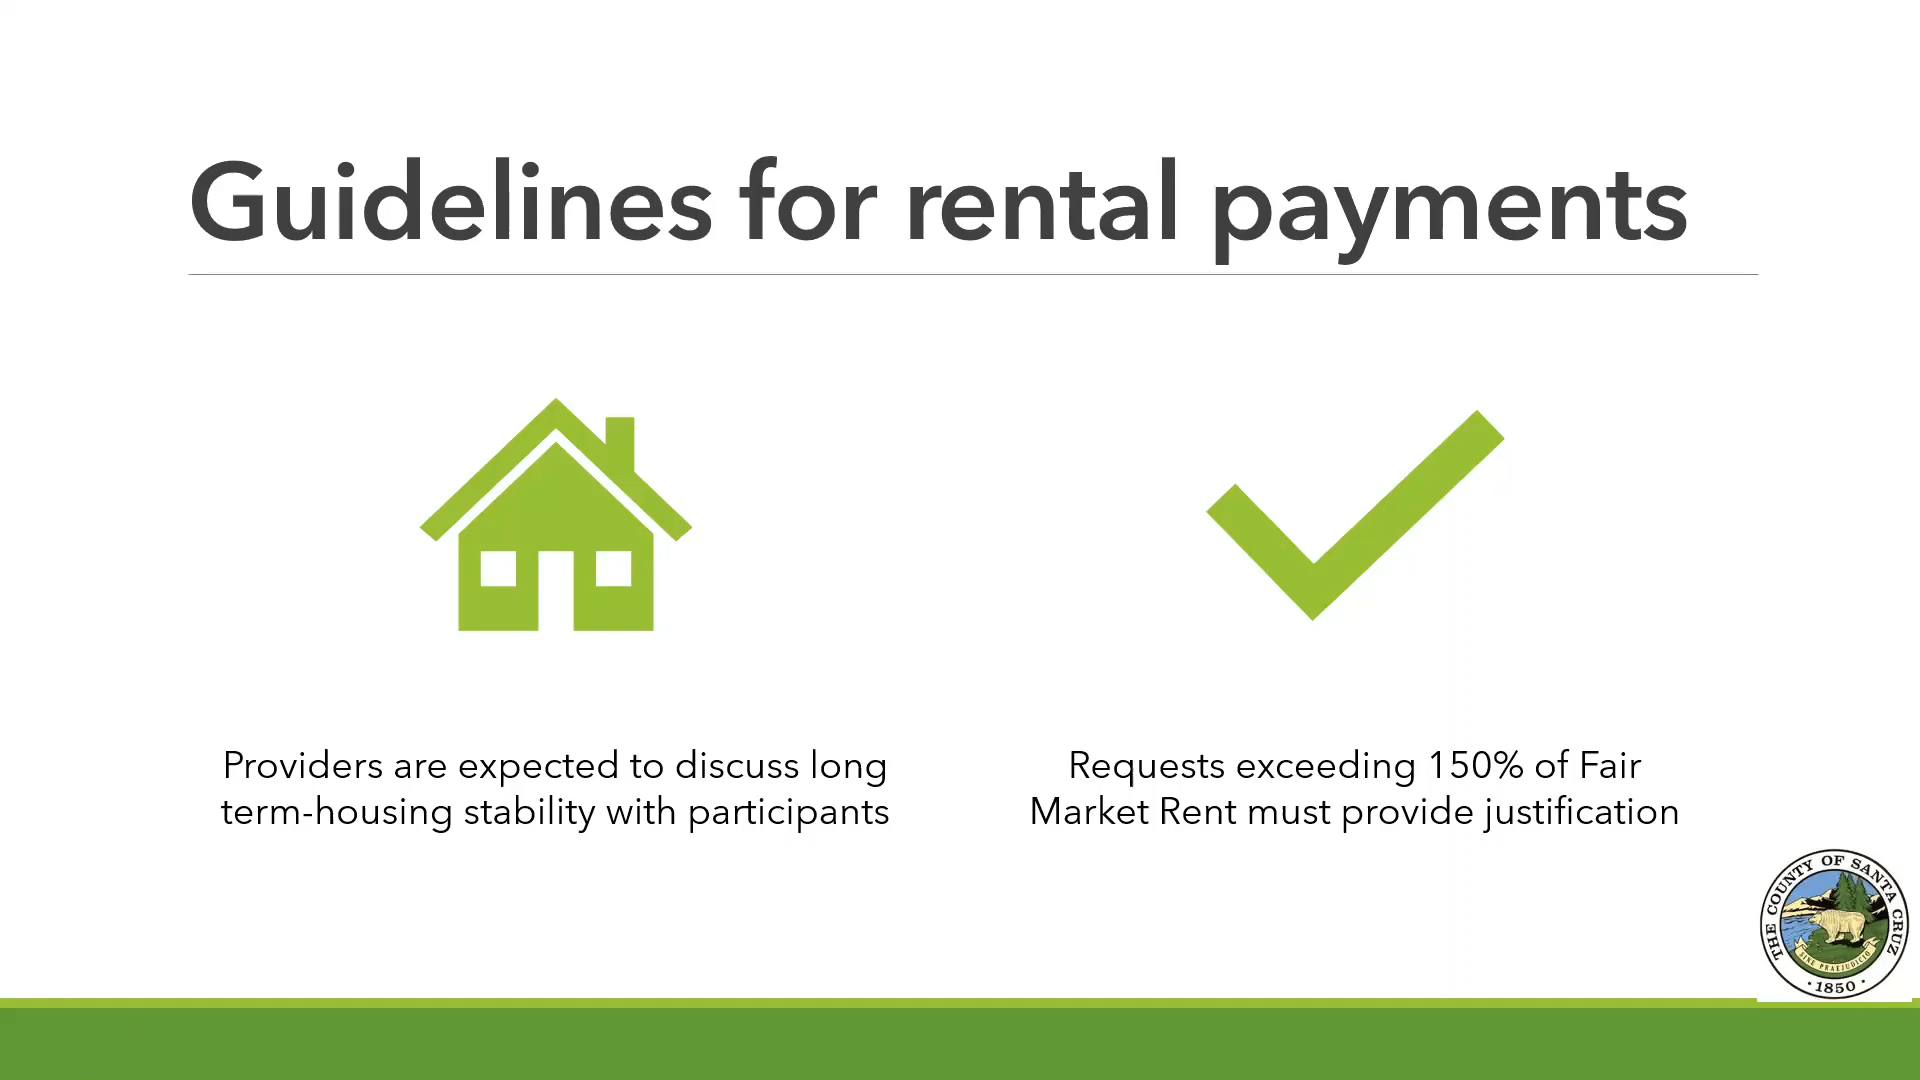 Guidelines for rental payments
Providers are expected to discuss long
term-housing stability with participants
Requests exceeding 150% of Fair
Market Rent must provide justification
THE COUNTY OF SANTA CRUZ
SINE PRAEJUDICIO
· 1850 ·